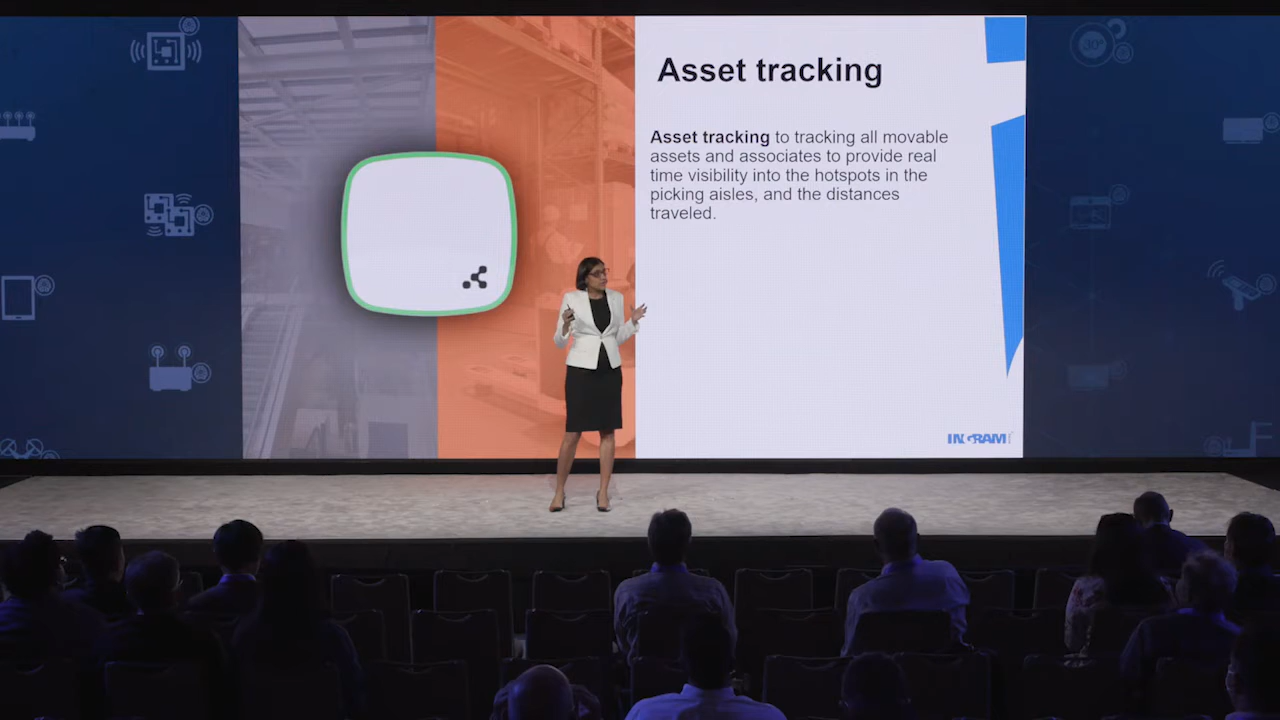 Asset tracking
Asset tracking to tracking all movable
assets and associates to provide real
time visibility into the hotspots in the
picking aisles, and the distances
traveled.
30°
INGRAM